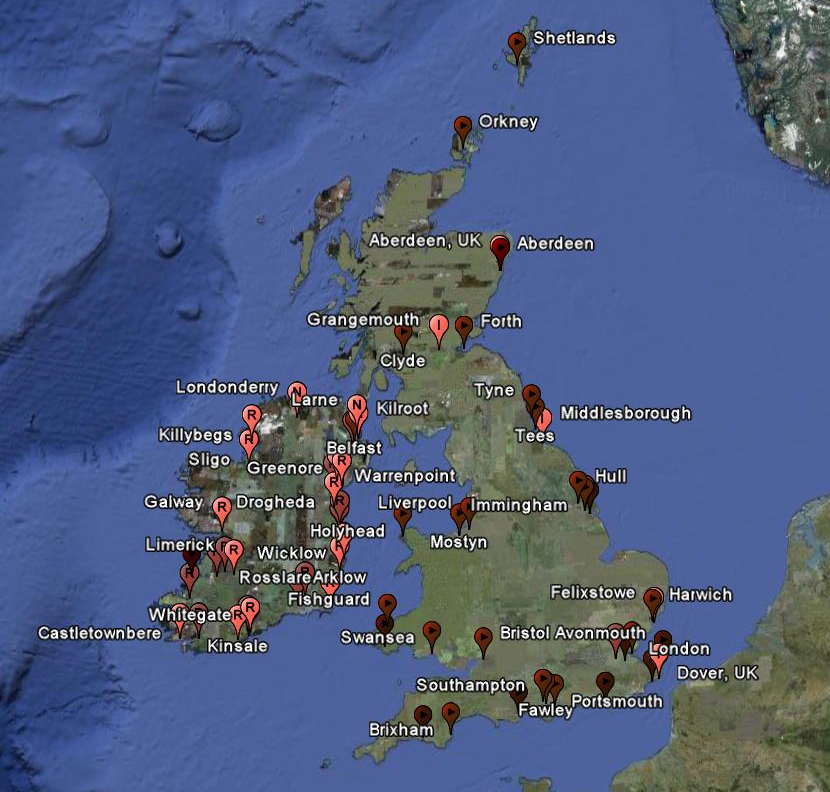 Shetlands
Orkney
Aberdeen, UK
Aberdeen
Grangemouth
I
Forth
Clyde
Londonderry
N
Larne
N
Kilroot
Tyne
Middlesborough
Tees
R
Killybegs
R
Sligo
Belfast
Greenore
R
Warrenpoint
R
Hull
Galway
R
Drogheda
R
Liverpool
Immingham
Holyhead
Mostyn
Limerick
R
Wicklow
R
Rosslare
Arklow
Fishguard
Felixstowe
Harwich
Whitegate
R
R
Castletownbere
Kinsale
Swansea
Bristol
Avonmouth
London
Dover, UK
Southampton
Fawley
Portsmouth
Brixham